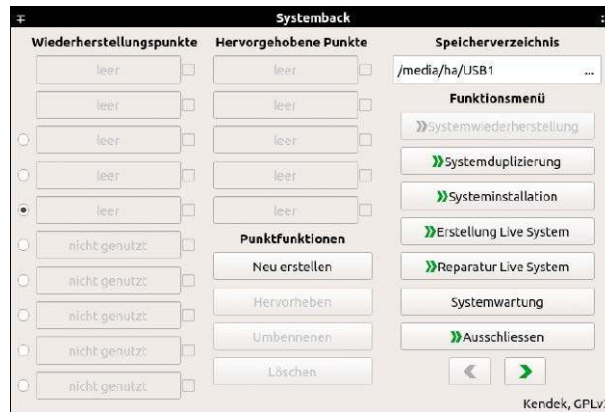 Systemback
Wiederherstellungspunkte
leer
leer
leer
leer
leer
nicht genutzt
nicht genutzt
nicht genutzt
nicht genutzt
nicht genutzt
Hervorgehobene Punkte
leer
leer
leer
leer
leer
Punktfunktionen
Neu erstellen
Hervorheben
Umbennenen
Löschen
Speicherverzeichnis
/media/ha/USB1 ...
Funktionsmenü
Systemwiederherstellung
Systemduplizierung
Systeminstallation
Erstellung Live System
Reparatur Live System
Systemwartung
Ausschliessen
Kendek, GPLv